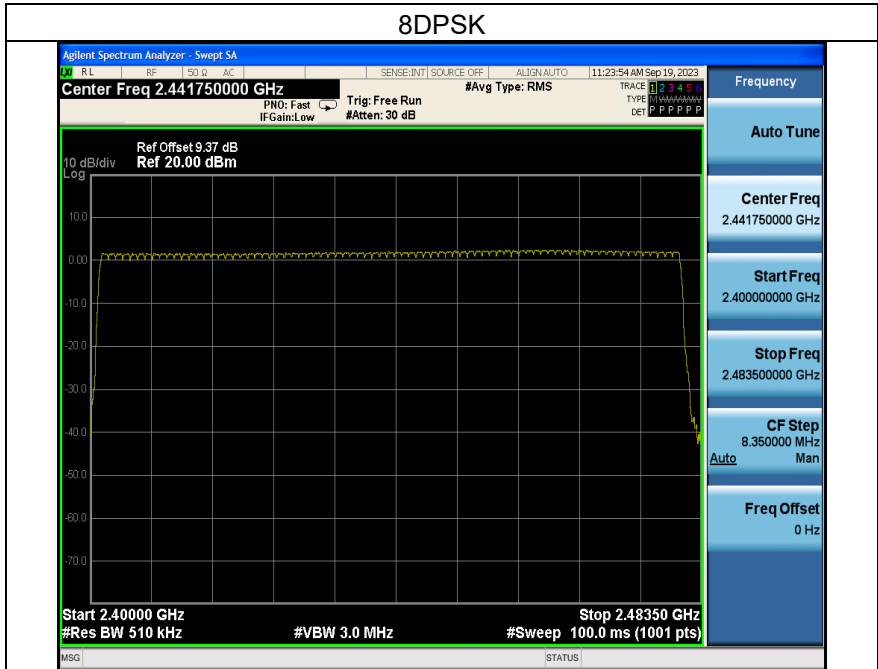 8DPSK
Agilent Spectrum Analyzer - Swept SA
LXI RL RF 50 Ω AC SENSE:INT SOURCE OFF ALIGN AUTO 11:23:54 AM Sep 19, 2023
Center Freq 2.441750000 GHz #Avg Type: RMS TRACE 1 2 3 4 5 6
PNO: Fast Trig: Free Run TYPE M WWWWW
IFGain:Low #Atten: 30 dB DET P P P P P P
Ref Offset 9.37 dB
10 dB/div Ref 20.00 dBm
Log
10.0
0.00
-10.0
-20.0
-30.0
-40.0
-50.0
-60.0
-70.0
Start 2.40000 GHz Stop 2.48350 GHz
#Res BW 510 kHz #VBW 3.0 MHz #Sweep 100.0 ms (1001 pts)
MSG STATUS
Frequency
Auto Tune
Center Freq
2.441750000 GHz
Start Freq
2.400000000 GHz
Stop Freq
2.483500000 GHz
CF Step
8.350000 MHz
Auto Man
Freq Offset
0 Hz